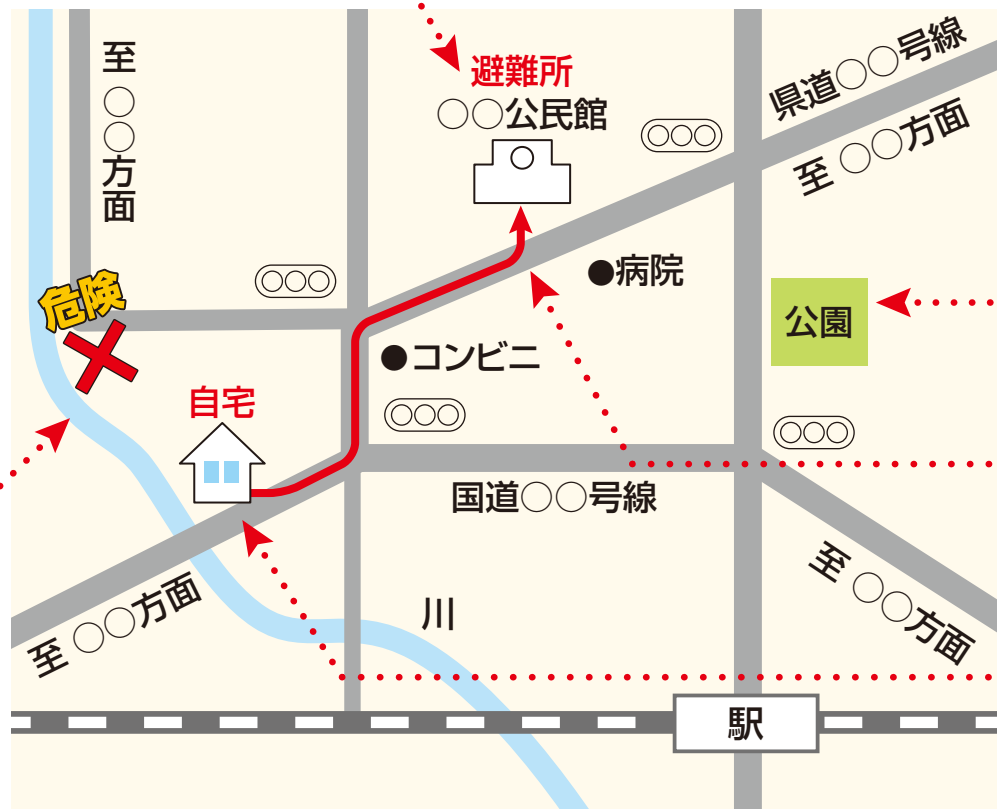 避難所
○○公民館
県道○○号線
至 ○○方面
至○○方面
危険
●病院
公園
●コンビニ
自宅
国道○○号線
至 ○○方面
川
至 ○○方面
駅